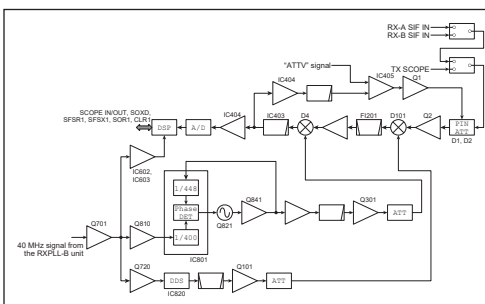 RX-A SIF IN
RX-B SIF IN
"ATTV" signal
IC404
IC405
Q1
TX SCOPE
SCOPE IN/OUT, SOXD,
SFSR1, SFSX1, SOR1, CLR1
IC404
IC403
D4
FI201
D101
Q2
DSP
A/D
PIN
ATT
D1, D2
IC602,
IC603
1/448
Phase
DET
1/400
IC801
Q841
Q821
Q301
ATT
Q701
Q810
40 MHz signal from
the RXPLL-B unit
Q720
DDS
IC820
Q101
ATT